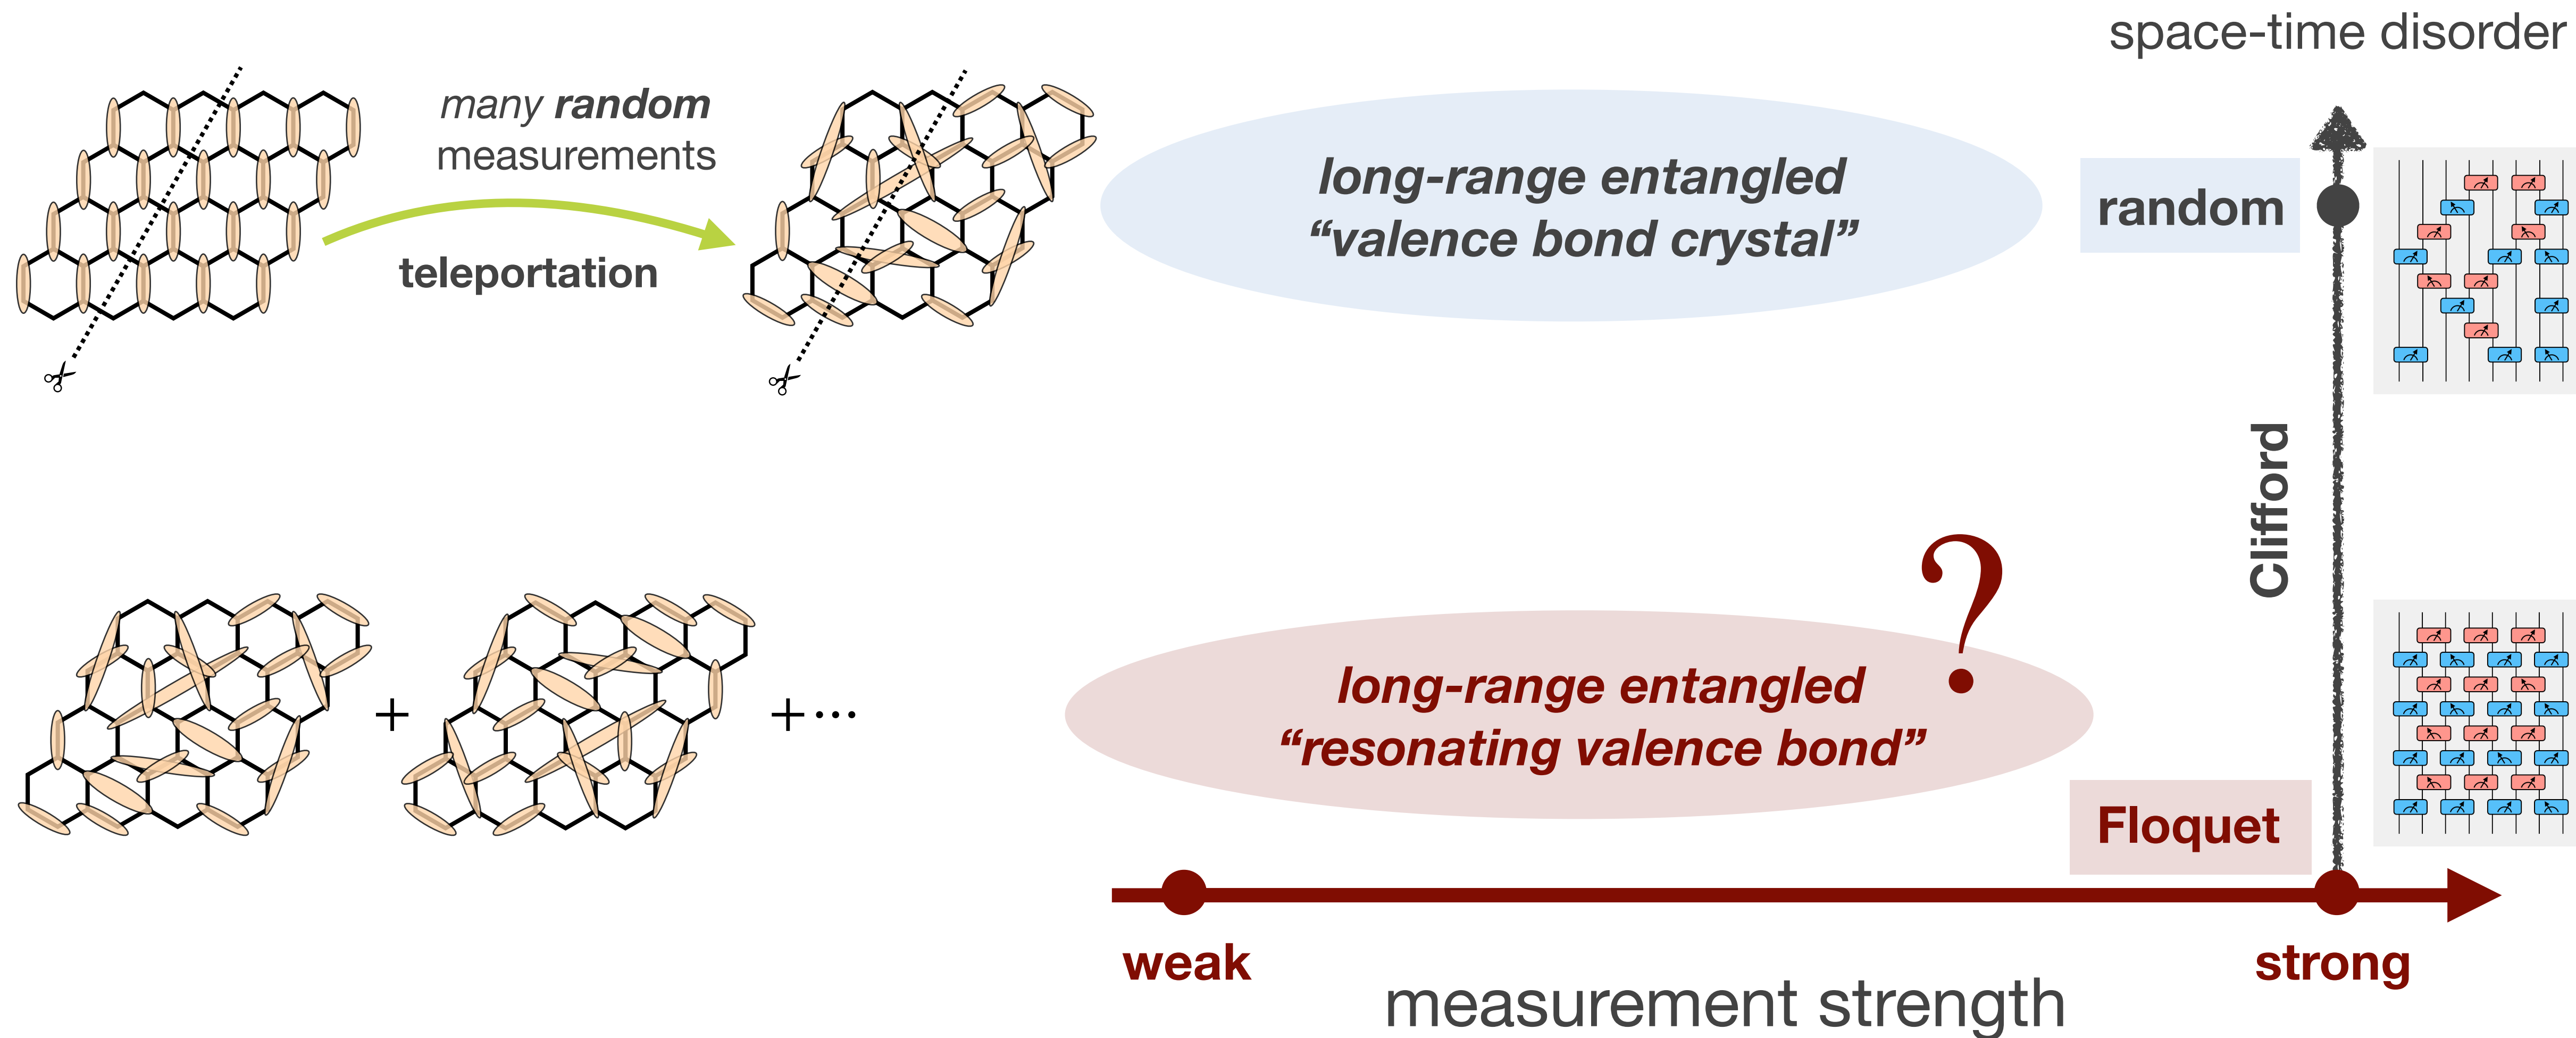 space-time disorder
many random
measurements
teleportation
long-range entangled
“valence bond crystal”
random
Clifford
?
long-range entangled
“resonating valence bond”
+
+ ···
Floquet
weak
strong
measurement strength